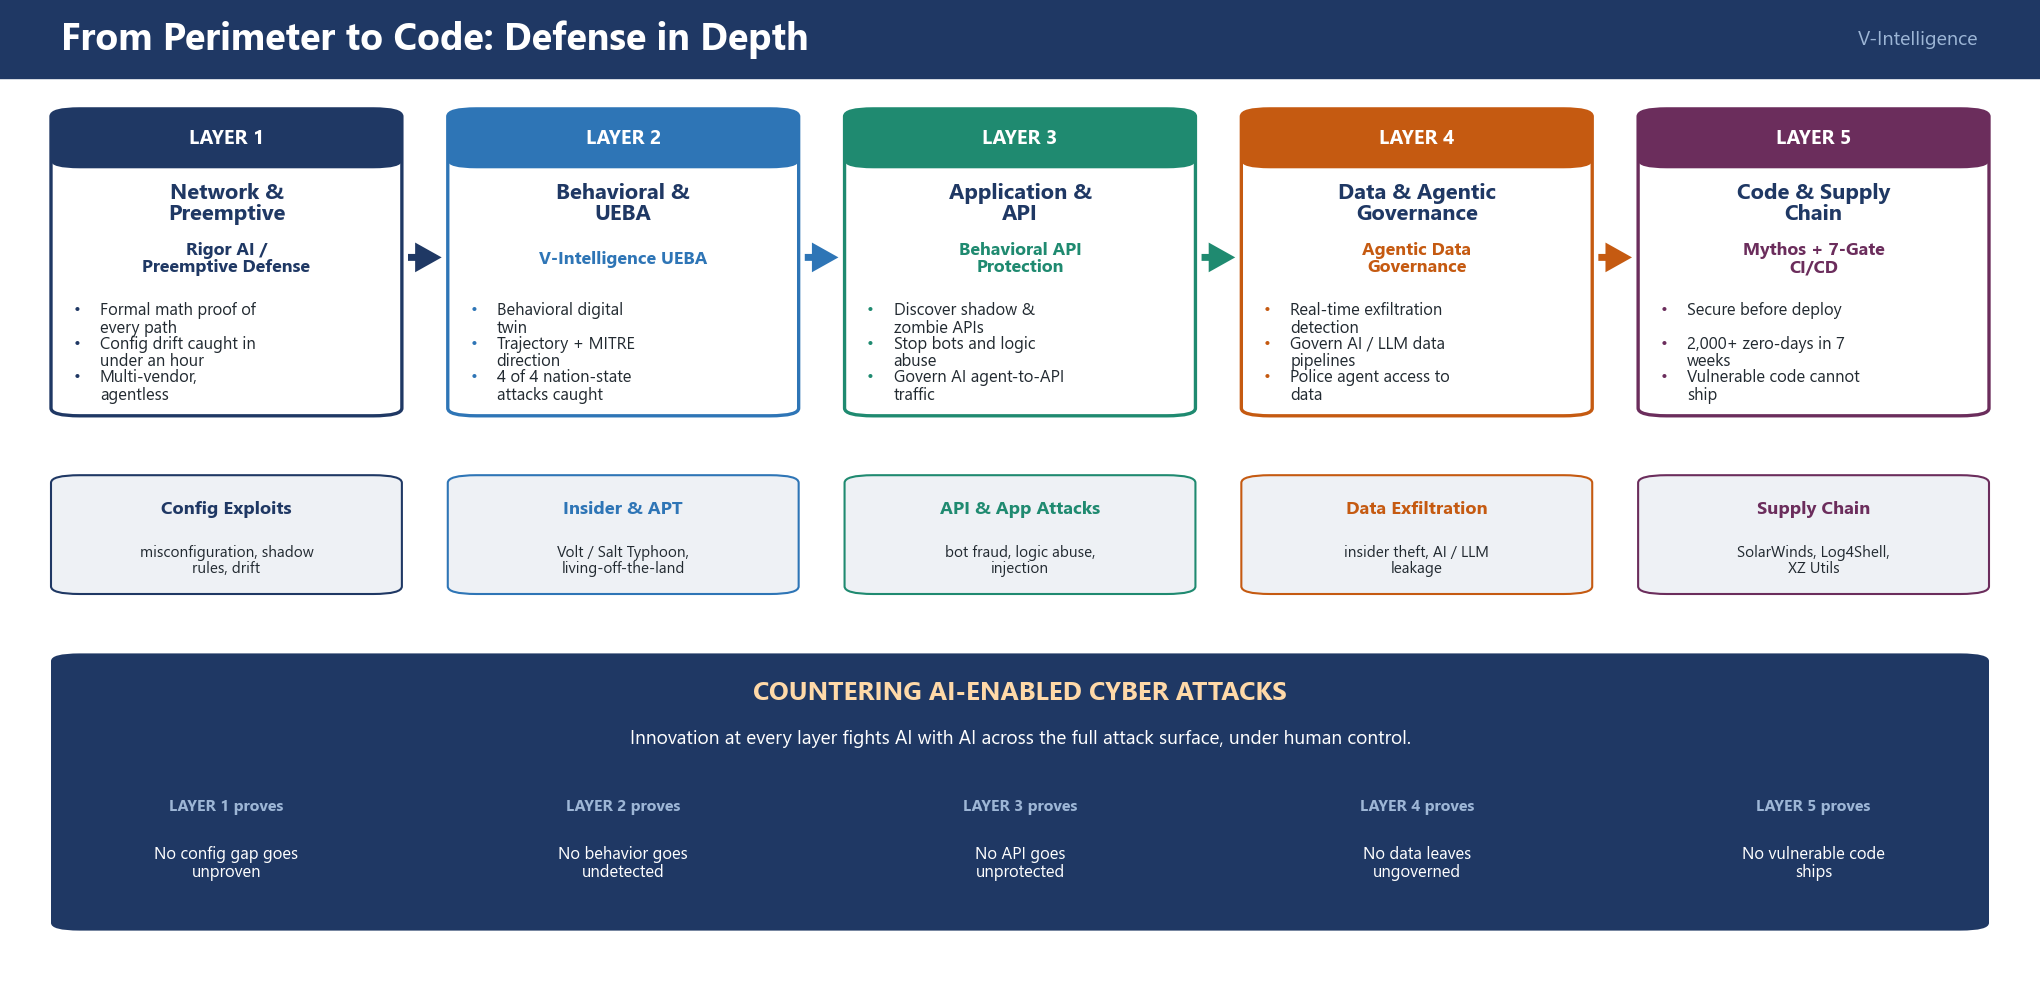 From Perimeter to Code: Defense in Depth
V-Intelligence
LAYER 1
Network &
Preemptive
Rigor AI /
Preemptive Defense
• Formal math proof of
every path
• Config drift caught in
under an hour
• Multi-vendor,
agentless
LAYER 2
Behavioral &
UEBA
V-Intelligence UEBA
• Behavioral digital
twin
• Trajectory + MITRE
direction
• 4 of 4 nation-state
attacks caught
LAYER 3
Application &
API
Behavioral API
Protection
• Discover shadow &
zombie APIs
• Stop bots and logic
abuse
• Govern AI agent-to-API
traffic
LAYER 4
Data & Agentic
Governance
Agentic Data
Governance
• Real-time exfiltration
detection
• Govern AI / LLM data
pipelines
• Police agent access to
data
LAYER 5
Code & Supply
Chain
Mythos + 7-Gate
CI/CD
• Secure before deploy
• 2,000+ zero-days in 7
weeks
• Vulnerable code cannot
ship
Config Exploits
misconfiguration, shadow
rules, drift
Insider & APT
Volt / Salt Typhoon,
living-off-the-land
API & App Attacks
bot fraud, logic abuse,
injection
Data Exfiltration
insider theft, AI / LLM
leakage
Supply Chain
SolarWinds, Log4Shell,
XZ Utils
COUNTERING AI-ENABLED CYBER ATTACKS
Innovation at every layer fights AI with AI across the full attack surface, under human control.
LAYER 1 proves
No config gap goes
unproven
LAYER 2 proves
No behavior goes
undetected
LAYER 3 proves
No API goes
unprotected
LAYER 4 proves
No data leaves
ungoverned
LAYER 5 proves
No vulnerable code
ships